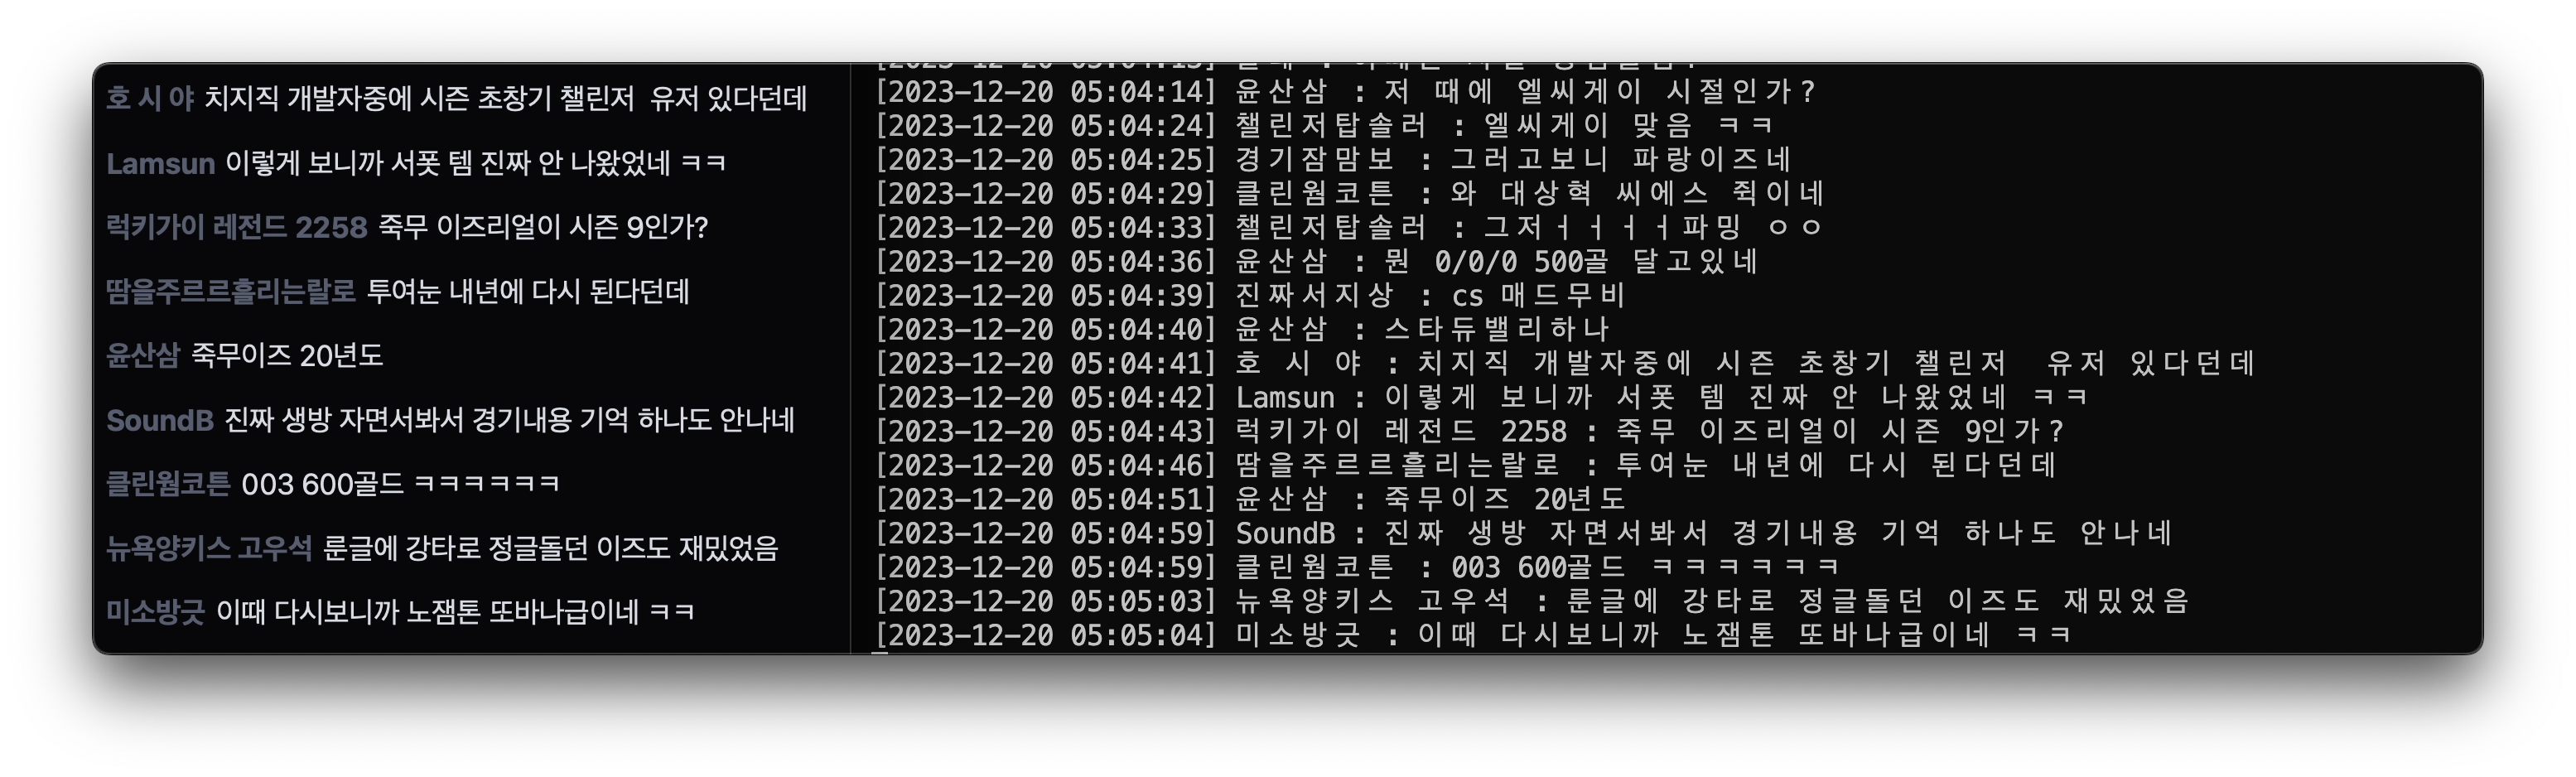 호 시 야 치지직 개발자중에 시즌 초창기 챌린저  유저 있다던데
Lamsun 이렇게 보니까 서폿 템 진짜 안 나왔었네 ㅋㅋ
럭키가이 레전드 2258 죽무 이즈리얼이 시즌 9인가?
땀을주르르흘리는랄로 투여눈 내년에 다시 된다던데
윤산삼 죽무이즈 20년도
SoundB 진짜 생방 자면서봐서 경기내용 기억 하나도 안나네
클린웜코튼 003 600골드 ㅋㅋㅋㅋㅋㅋ
뉴욕양키스 고우석 룬글에 강타로 정글돌던 이즈도 재밌었음
미소방긋 이때 다시보니까 노잼톤 또바나급이네 ㅋㅋ
[2023-12-20 05:04:14] 윤산삼 : 저 때에 엘씨게이 시절인가?
[2023-12-20 05:04:24] 챌린저탑솔러 : 엘씨게이 맞음 ㅋㅋ
[2023-12-20 05:04:25] 경기잠맘보 : 그러고보니 파랑이즈네
[2023-12-20 05:04:29] 클린웜코튼 : 와 대상혁 씨에스 쥑이네
[2023-12-20 05:04:33] 챌린저탑솔러 : 그저ㅓㅓㅓㅓ파밍 ㅇㅇ
[2023-12-20 05:04:36] 윤산삼 : 뭔 0/0/0 500골 달고있네
[2023-12-20 05:04:39] 진짜서지상 : cs 매드무비
[2023-12-20 05:04:40] 윤산삼 : 스타듀밸리하나
[2023-12-20 05:04:41] 호 시 야 : 치지직 개발자중에 시즌 초창기 챌린저  유저 있다던데
[2023-12-20 05:04:42] Lamsun : 이렇게 보니까 서폿 템 진짜 안 나왔었네 ㅋㅋ
[2023-12-20 05:04:43] 럭키가이 레전드 2258 : 죽무 이즈리얼이 시즌 9인가?
[2023-12-20 05:04:46] 땀을주르르흘리는랄로 : 투여눈 내년에 다시 된다던데
[2023-12-20 05:04:51] 윤산삼 : 죽무이즈 20년도
[2023-12-20 05:04:59] SoundB : 진짜 생방 자면서봐서 경기내용 기억 하나도 안나네
[2023-12-20 05:04:59] 클린웜코튼 : 003 600골드 ㅋㅋㅋㅋㅋㅋ
[2023-12-20 05:05:03] 뉴욕양키스 고우석 : 룬글에 강타로 정글돌던 이즈도 재밌었음
[2023-12-20 05:05:04] 미소방긋 : 이때 다시보니까 노잼톤 또바나급이네 ㅋㅋ